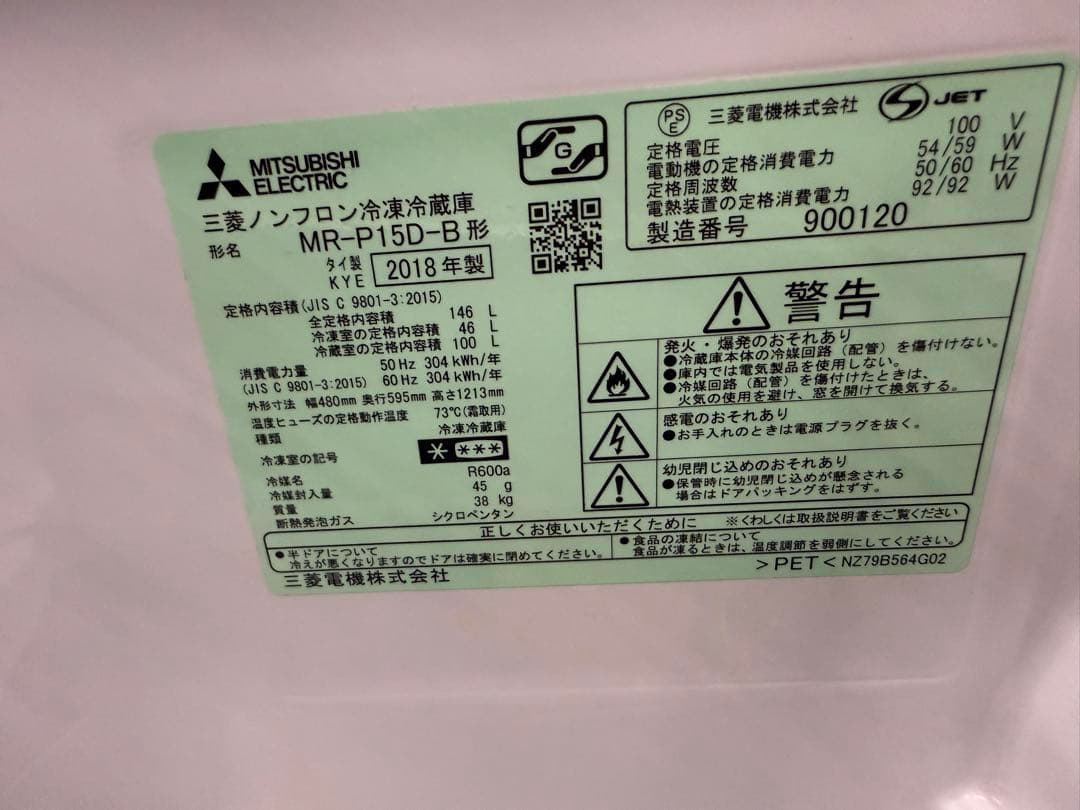 MITSUBISHI
ELECTRIC
G
三菱ノンフロン冷凍冷蔵庫
形名 MR-P15D-B 形
タイ製
KYE 2018年製
定格内容積(JIS C 9801-3:2015)
全定格内容積 146 L
冷凍室の定格内容積 46 L
冷蔵室の定格内容積 100 L
消費電力量 50 Hz 304 kWh/年
(JIS C 9801-3:2015) 60 Hz 304 kWh/年
外形寸法 幅480mm 奥行595mm 高さ1213mm
温度ヒューズの定格動作温度 73℃(霜取用)
種類 冷凍冷蔵庫
冷凍室の記号 * ***
冷媒名 R600a
冷媒封入量 45 g
質量 38 kg
断熱発泡ガス シクロペンタン
PS
E
三菱電機株式会社 JET
定格電圧 100 V
電動機の定格消費電力 54/59 W
定格周波数 50/60 Hz
電熱装置の定格消費電力 92/92 W
製造番号 900120
警告
発火・爆発のおそれあり
●冷蔵庫本体の冷媒回路(配管)を傷付けない。
●庫内では電気製品を使用しない。
●冷媒回路(配管)を傷付けたときは、
火気の使用を避け、窓を開けて換気する。
感電のおそれあり
●お手入れのときは電源プラグを抜く。
幼児閉じ込めのおそれあり
●保管時に幼児閉じ込めが懸念される
場合はドアパッキングをはずす。
正しくお使いいただくために ※くわしくは取扱説明書をご覧ください
●半ドアについて
冷えが悪くなりますのでドアは確実に閉めてください。
●食品の凍結について
食品が凍るときは、温度調節を弱側にしてください。
三菱電機株式会社
>PET< NZ79B564G02